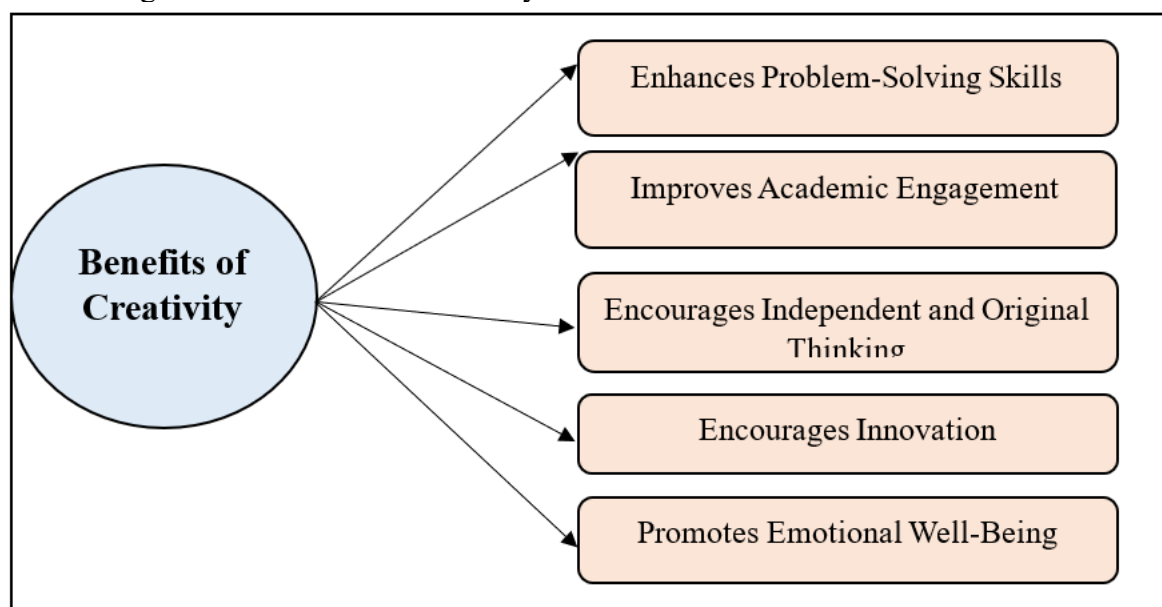 Benefits of
Creativity
Enhances Problem-Solving Skills
Improves Academic Engagement
Encourages Independent and Original
Thinking
Encourages Innovation
Promotes Emotional Well-Being